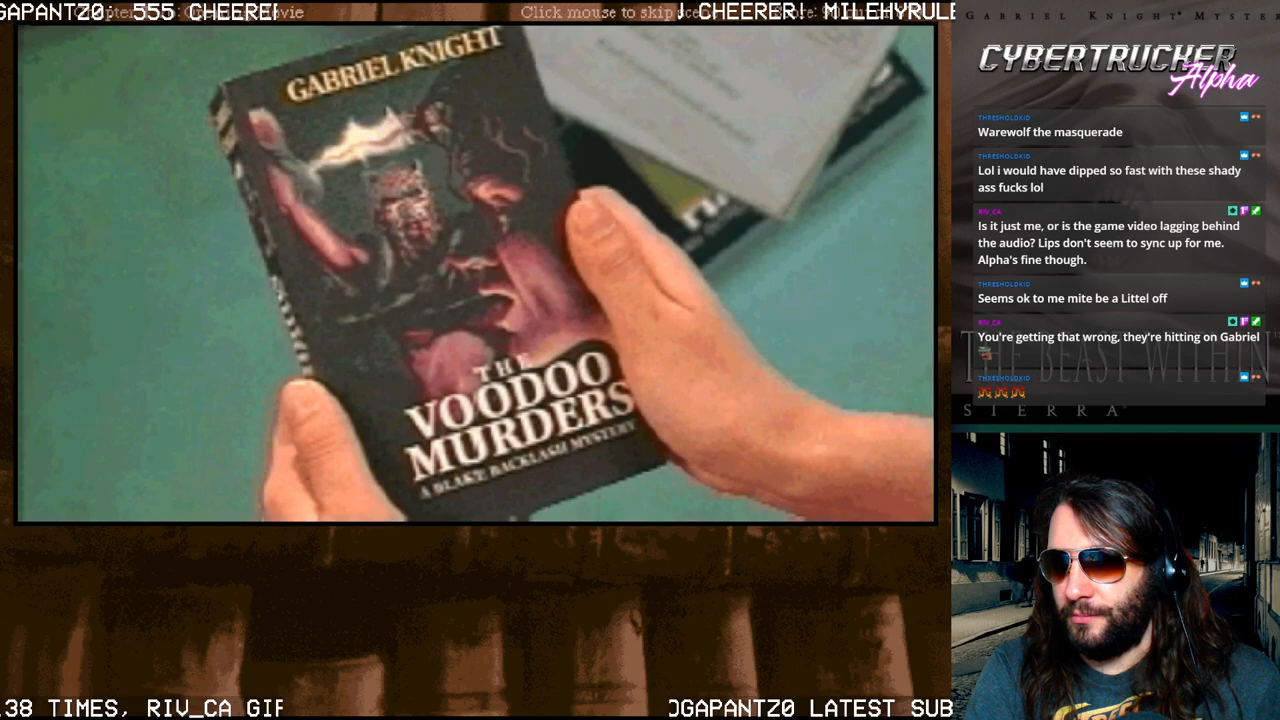 GAPANTZ0: 555 CHEERE
Click mouse to skip scene
CHEERER! MILEHYRULE
GABRIEL KNIGHT MYSTER
CYBERTRUCKER
Alpha
GABRIEL KNIGHT
THE
VOODOO
MURDERS
A BLAKE BACKLASH MYSTERY
THRESHOLDKID
Warewolf the masquerade
THRESHOLDKID
Lol i would have dipped so fast with these shady
ass fucks lol
RIV_CA
Is it just me, or is the game video lagging behind
the audio? Lips don't seem to sync up for me.
Alpha's fine though.
THRESHOLDKID
Seems ok to me mite be a Littel off
RIV_CA
You're getting that wrong, they're hitting on Gabriel
THE BEAST WITHIN
THRESHOLDKID
SIERRA
38 TIMES, RIV_CA GIF
OGAPANTZ0 LATEST SUB